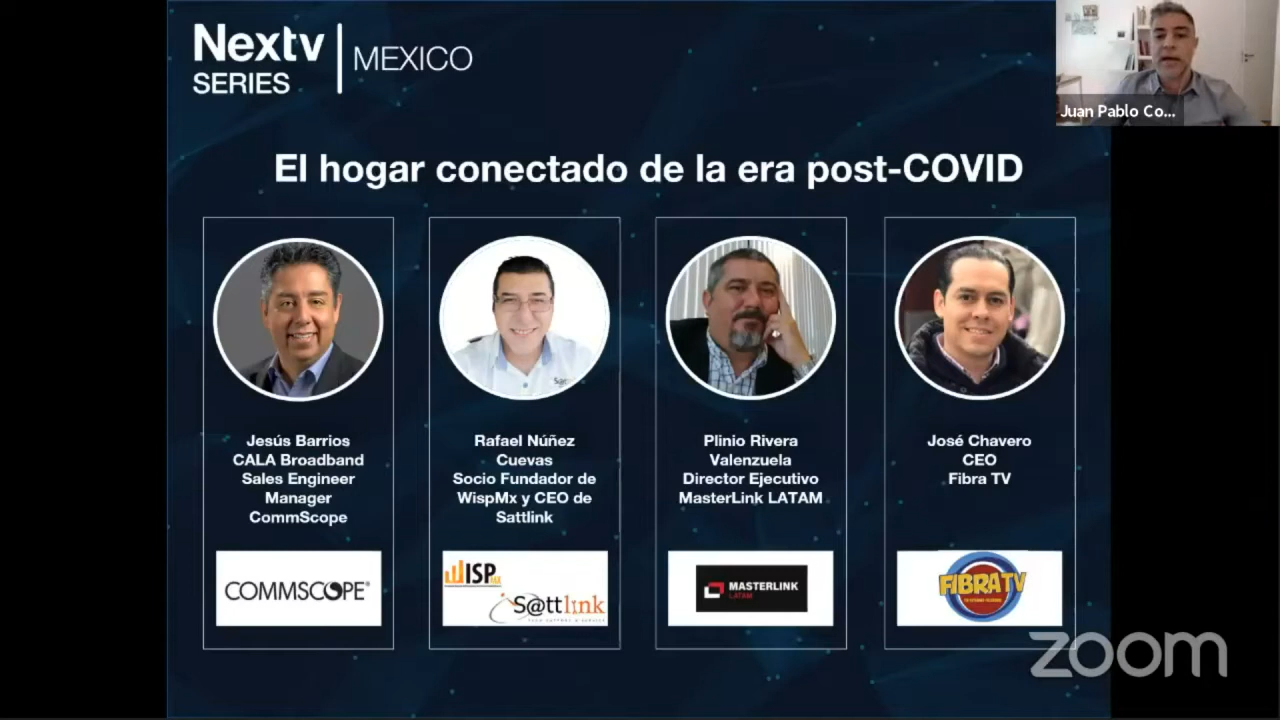 Nextv
SERIES
MEXICO
Juan Pablo Co...
El hogar conectado de la era post-COVID
Jesús Barrios
CALA Broadband
Sales Engineer
Manager
CommScope
Rafael Núñez
Cuevas
Socio Fundador de
WispMx y CEO de
Sattlink
Plinio Rivera
Valenzuela
Director Ejecutivo
MasterLink LATAM
José Chavero
CEO
Fibra TV
COMMSCOPE®
WISP
MX
S@ttlink
MASTERLINK
LATAM
FIBRATV
zoom